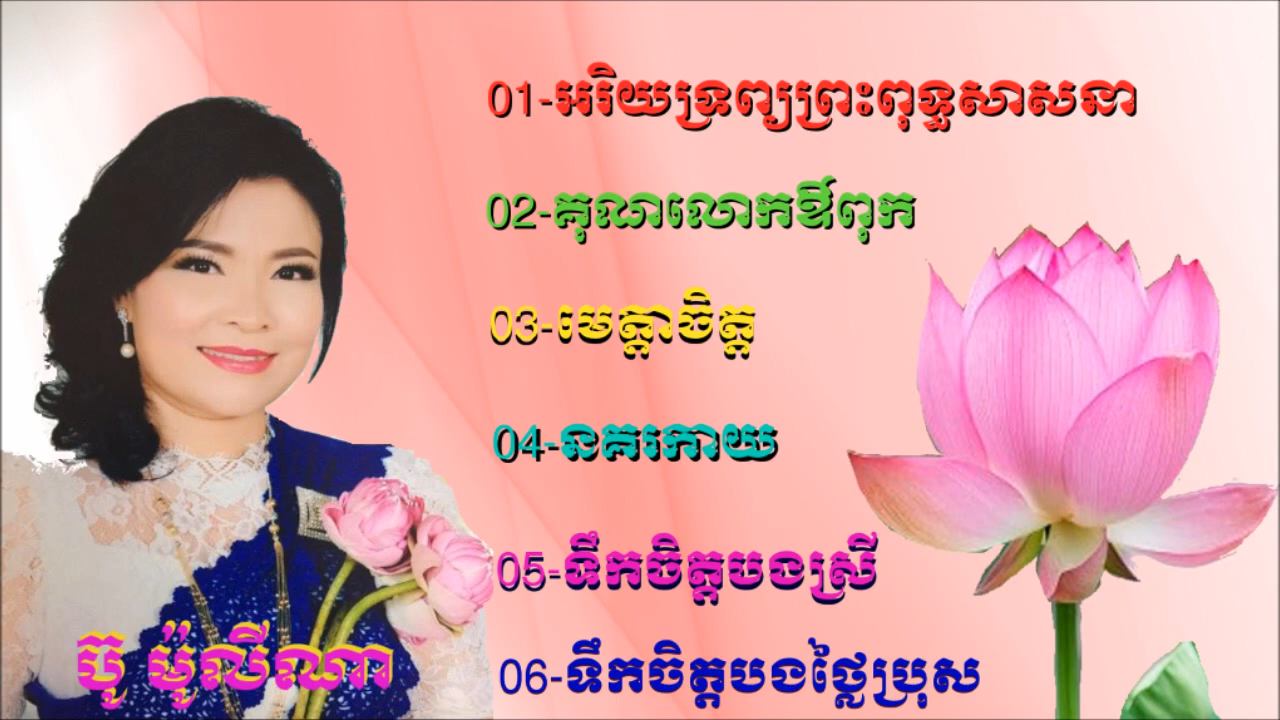 01-អរិយទ្រព្យព្រះពុទ្ធសាសនា
02-គុណលោកឪពុក
03-មេត្តាចិត្ត
04-នគរកាយ
05-ទឹកចិត្តបងស្រី
06-ទឹកចិត្តបងថ្លៃប្រុស
ប៊ូ ម៉ូលីណា